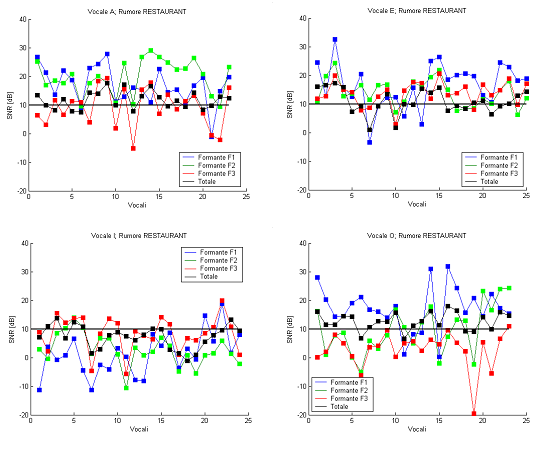 Vocale A; Rumore RESTAURANT
SNR [dB]
40
30
20
10
0
-10
-20
-30
0
5
10
15
20
25
Vocali
Formante F1
Formante F2
Formante F3
Totale
Vocale E; Rumore RESTAURANT
SNR [dB]
40
30
20
10
0
-10
-20
0
5
10
15
20
25
Vocali
Formante F1
Formante F2
Formante F3
Totale
Vocale I; Rumore RESTAURANT
SNR [dB]
40
30
20
10
0
-10
-20
0
5
10
15
20
25
Vocali
Formante F1
Formante F2
Formante F3
Totale
Vocale O; Rumore RESTAURANT
SNR [dB]
40
30
20
10
0
-10
-20
0
5
10
15
20
25
Vocali
Formante F1
Formante F2
Formante F3
Totale